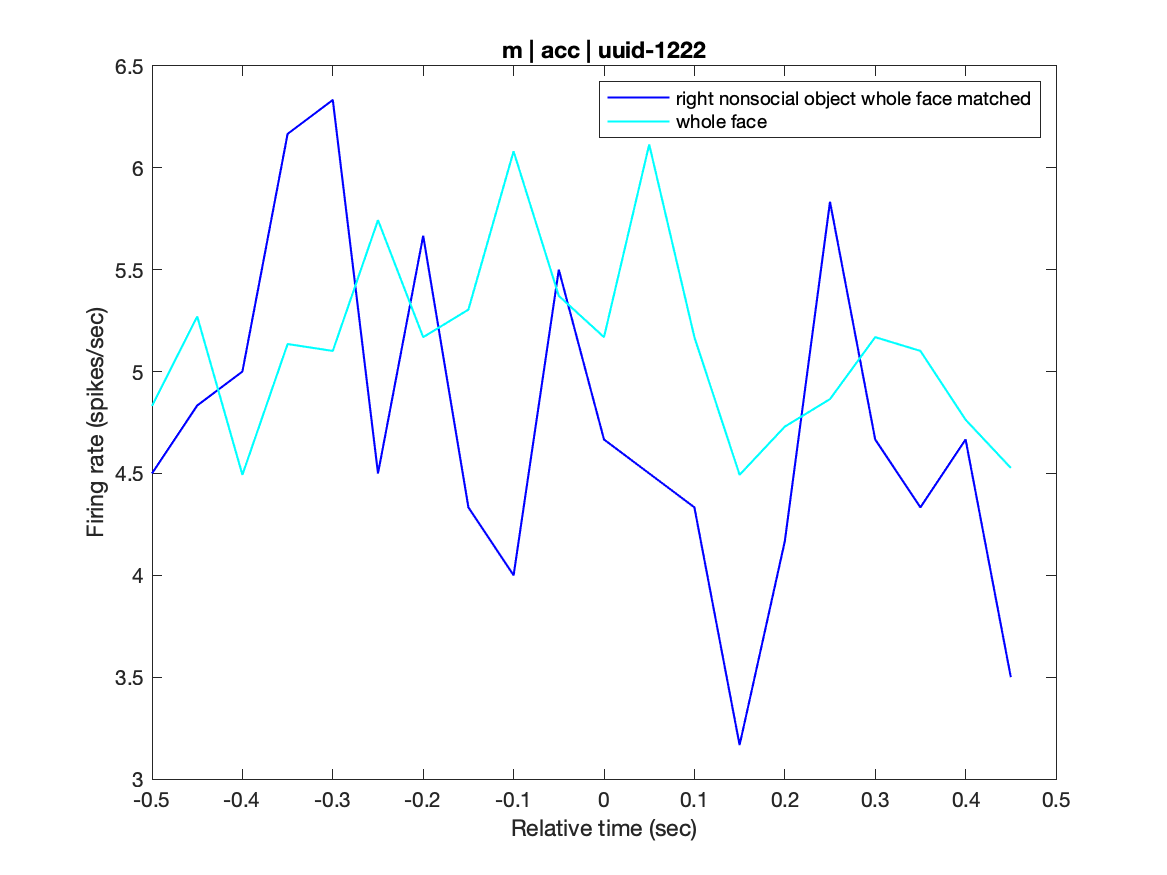 m | acc | uuid-1222
right nonsocial object whole face matched
whole face
6.5
6
5.5
5
4.5
4
3.5
3
Firing rate (spikes/sec)
-0.5 -0.4 -0.3 -0.2 -0.1 0 0.1 0.2 0.3 0.4 0.5
Relative time (sec)